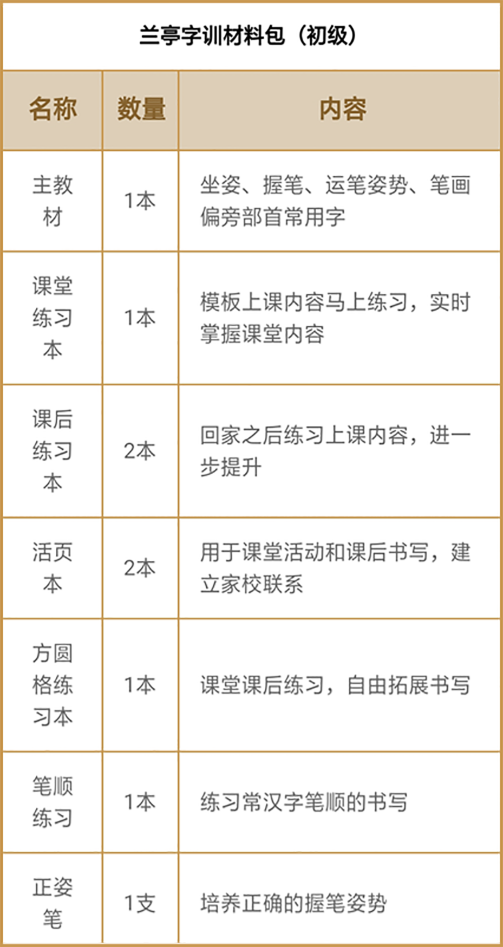 兰亭字训材料包（初级）
名称 数量 内容
主教
材
1本
坐姿、握笔、运笔姿势、笔画
偏旁部首常用字
课堂
练习
本
1本
模板上课内容马上练习，实时
掌握课堂内容
课后
练习
本
2本
回家之后练习上课内容，进一
步提升
活页
本
2本
用于课堂活动和课后书写，建
立家校联系
方圆
格练
习本
1本
课堂课后练习，自由拓展书写
笔顺
练习
1本
练习常汉字笔顺的书写
正姿
笔
1支
培养正确的握笔姿势